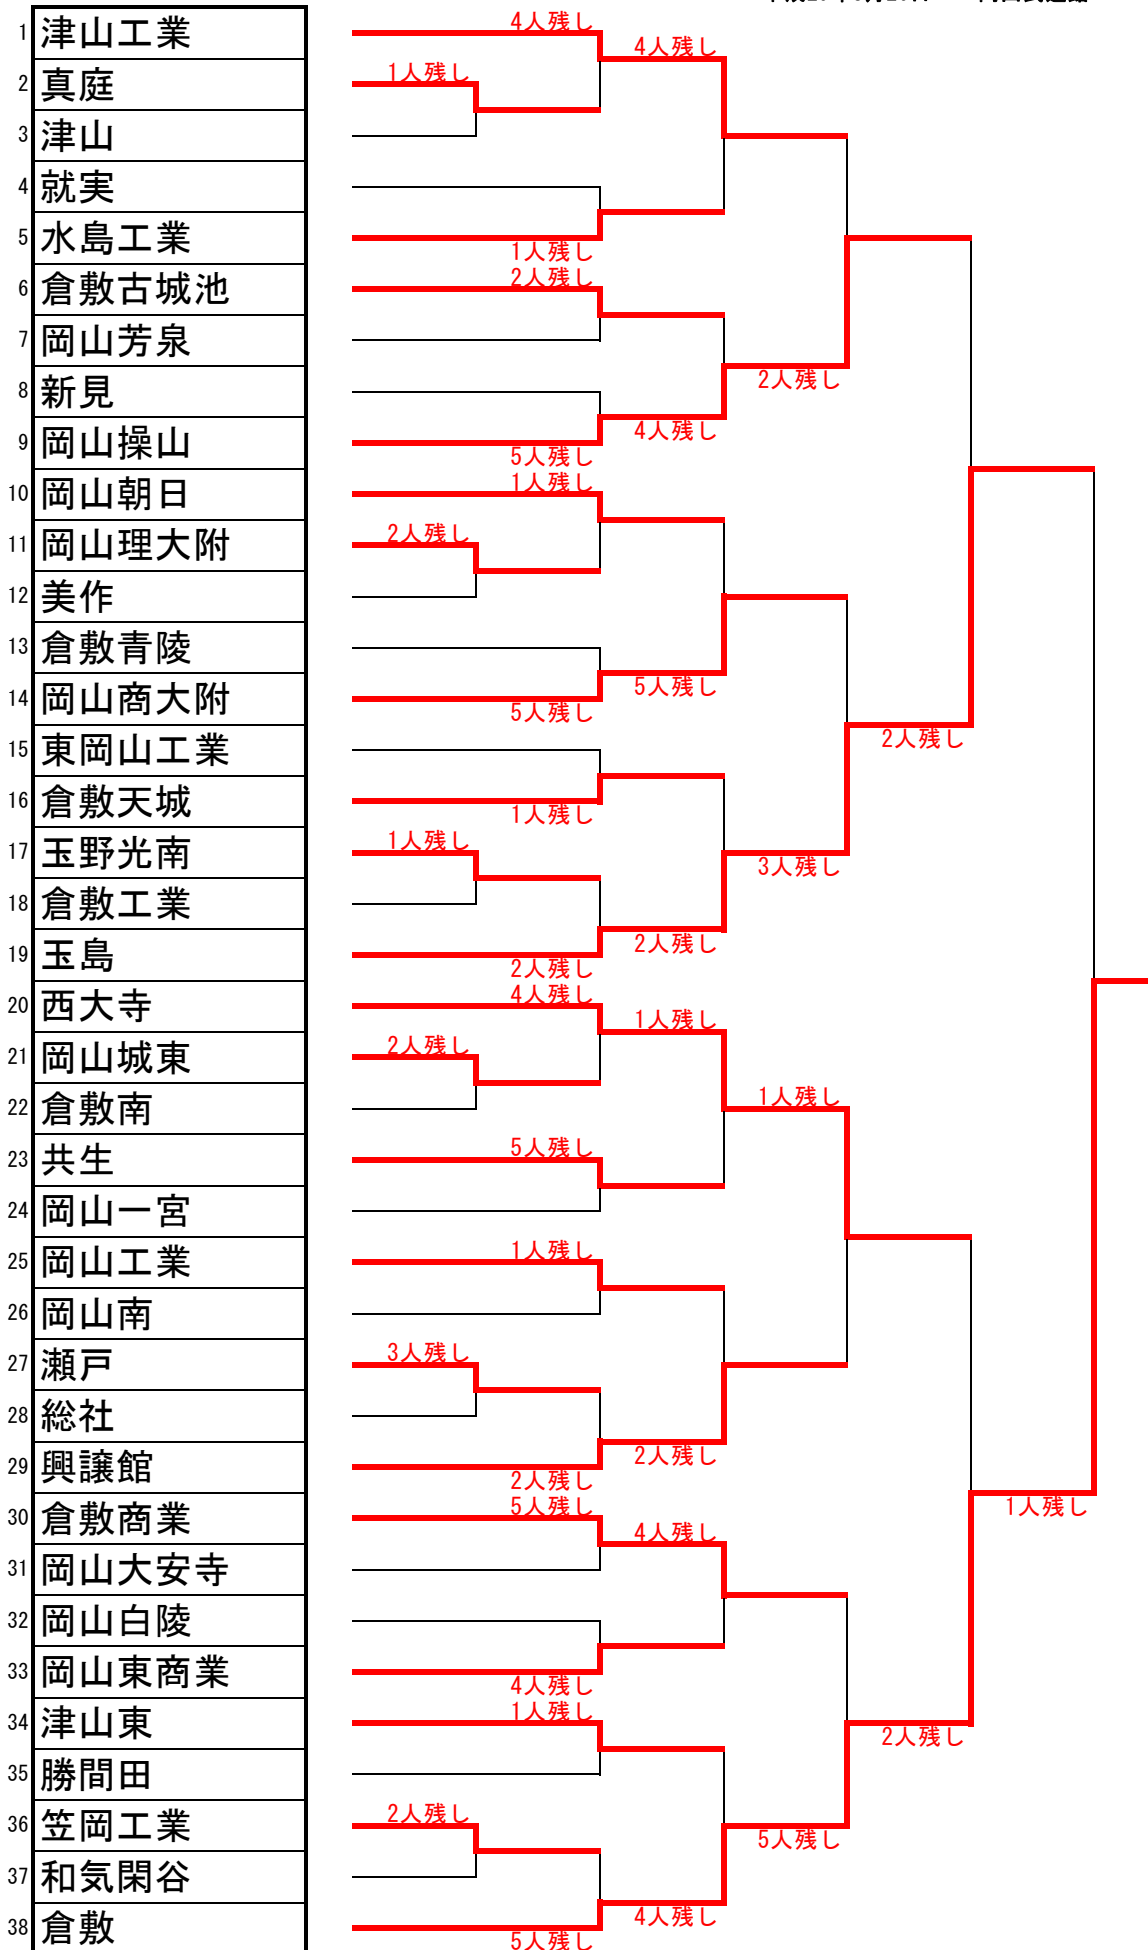 4人残し
1 津山工業
4人残し
1人残し
2 真庭
3 津山
4 就実
5 水島工業
1人残し
2人残し
6 倉敷古城池
7 岡山芳泉
2人残し
8 新見
4人残し
9 岡山操山
5人残し
1人残し
10 岡山朝日
2人残し
11 岡山理大附
12 美作
13 倉敷青陵
5人残し
14 岡山商大附
5人残し
2人残し
15 東岡山工業
16 倉敷天城
1人残し
1人残し
17 玉野光南
3人残し
18 倉敷工業
2人残し
19 玉島
2人残し
4人残し
20 西大寺
1人残し
2人残し
21 岡山城東
1人残し
22 倉敷南
5人残し
23 共生
24 岡山一宮
1人残し
25 岡山工業
26 岡山南
3人残し
27 瀬戸
28 総社
2人残し
29 興譲館
2人残し
5人残し
1人残し
30 倉敷商業
4人残し
31 岡山大安寺
32 岡山白陵
33 岡山東商業
4人残し
1人残し
34 津山東
2人残し
35 勝間田
2人残し
36 笠岡工業
5人残し
37 和気閑谷
4人残し
38 倉敷
5人残し